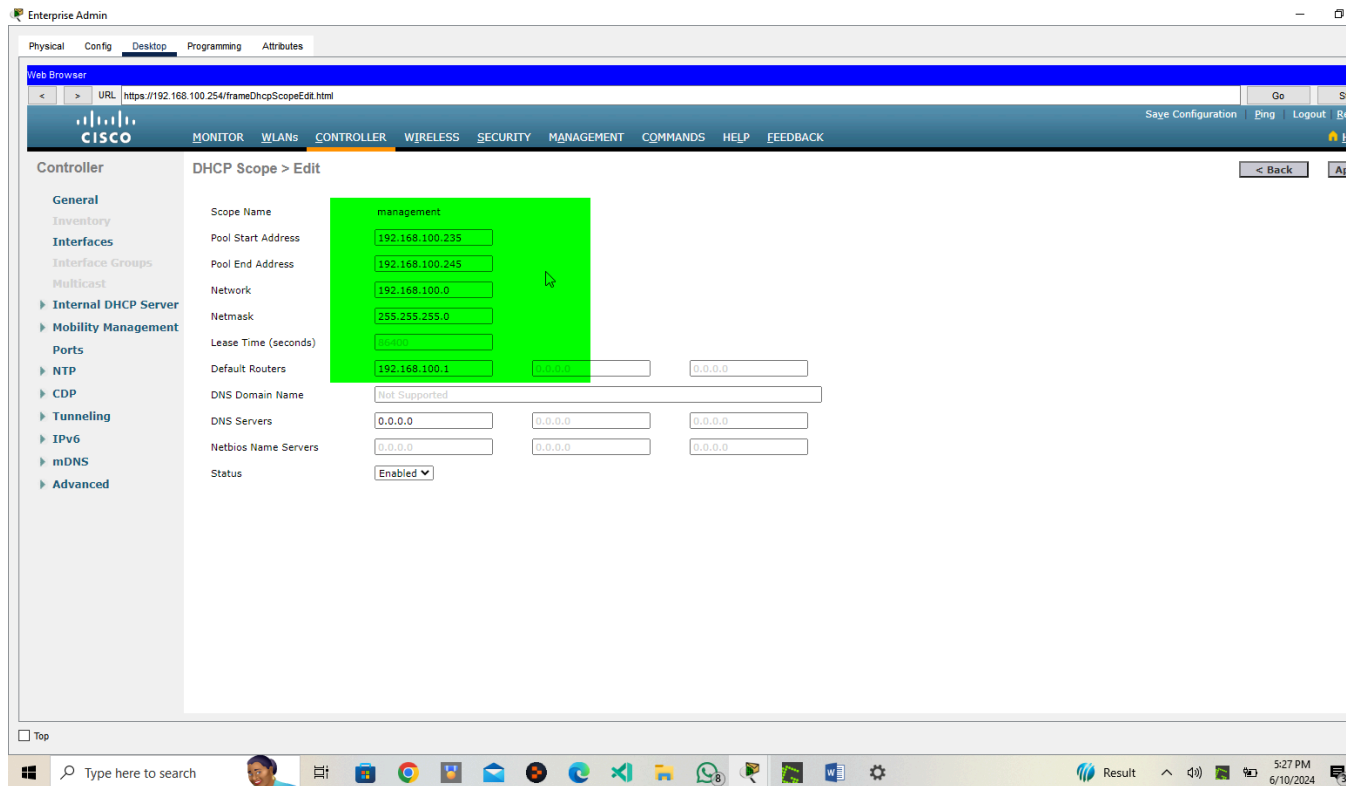 Enterprise Admin
Physical Config Desktop Programming Attributes
Web Browser
< > URL https://192.168.100.254/frameDhcpScopeEdit.html Go
Save Configuration Ping Logout
CISCO MONITOR WLANs CONTROLLER WIRELESS SECURITY MANAGEMENT COMMANDS HELP FEEDBACK
Controller DHCP Scope > Edit < Back
General
Inventory
Interfaces
Interface Groups
Multicast
Internal DHCP Server
Mobility Management
Ports
NTP
CDP
Tunneling
IPv6
mDNS
Advanced
Scope Name management
Pool Start Address 192.168.100.235
Pool End Address 192.168.100.245
Network 192.168.100.0
Netmask 255.255.255.0
Lease Time (seconds) 86400
Default Routers 192.168.100.1 0.0.0.0 0.0.0.0
DNS Domain Name Not Supported
DNS Servers 0.0.0.0 0.0.0.0 0.0.0.0
Netbios Name Servers 0.0.0.0 0.0.0.0 0.0.0.0
Status Enabled
Top
Type here to search
8
Result
5:27 PM
6/10/2024
3